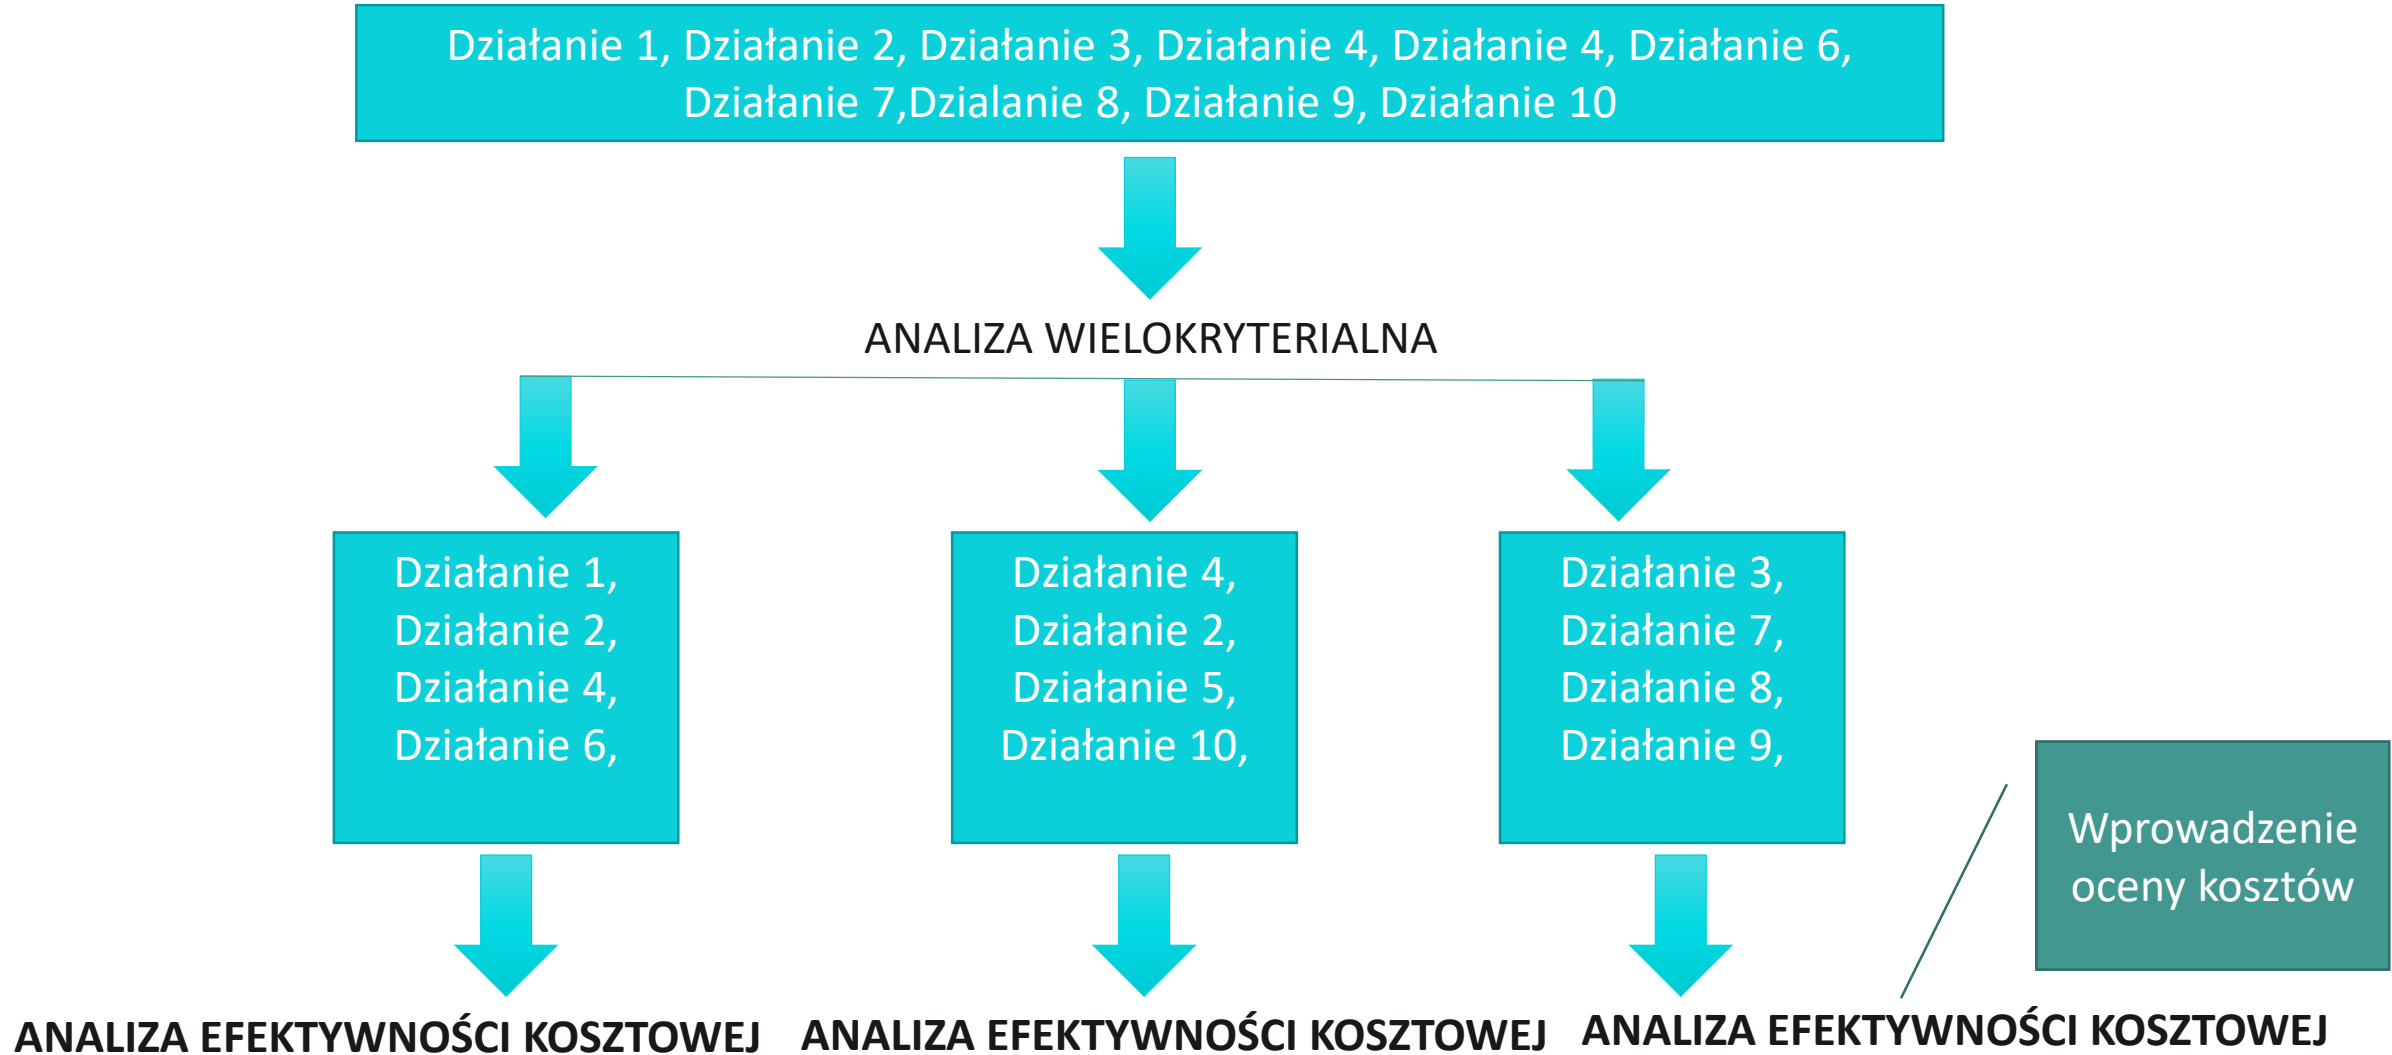 Działanie 1, Działanie 2, Działanie 3, Działanie 4, Działanie 4, Działanie 6,
Działanie 7,Dzialanie 8, Działanie 9, Działanie 10
ANALIZA WIELOKRYTERIALNA
Działanie 1,
Działanie 2,
Działanie 4,
Działanie 6,
Działanie 4,
Działanie 2,
Działanie 5,
Działanie 10,
Działanie 3,
Działanie 7,
Działanie 8,
Działanie 9,
Wprowadzenie
oceny kosztów
ANALIZA EFEKTYWNOŚCI KOSZTOWEJ
ANALIZA EFEKTYWNOŚCI KOSZTOWEJ
ANALIZA EFEKTYWNOŚCI KOSZTOWEJ